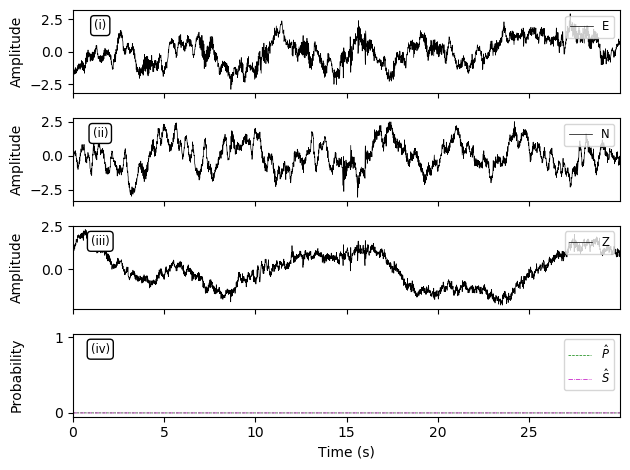 2.5
0.0
−2.5
Amplitude
(i)
E
2.5
0.0
−2.5
Amplitude
(ii)
N
2.5
0.0
Amplitude
(iii)
Z
1
0
Probability
(iv)
P̂
Ŝ
0 5 10 15 20 25
Time (s)